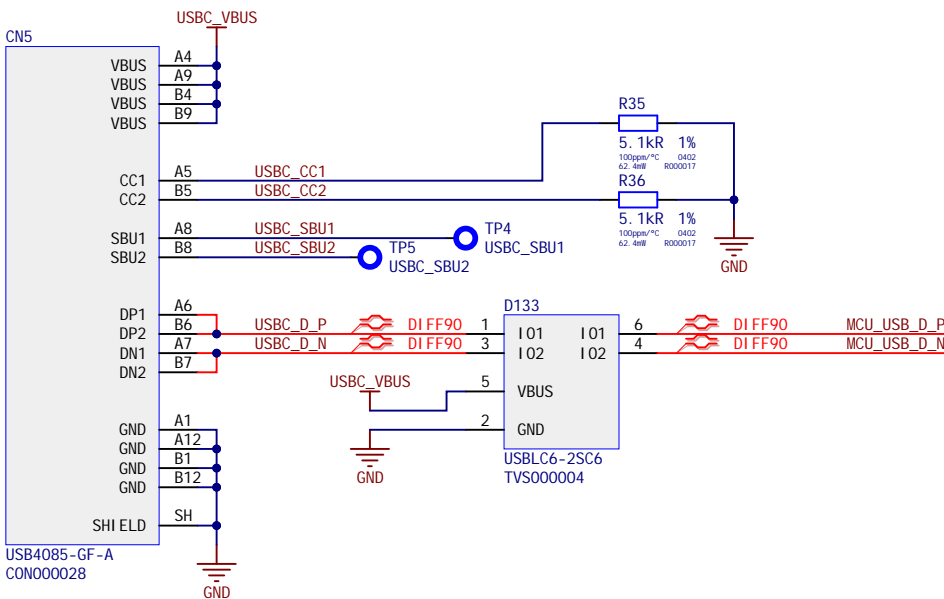 USBC_VBUS
CN5
VBUS A4
VBUS A9
VBUS B4
VBUS B9
CC1 A5 USBC_CC1
CC2 B5 USBC_CC2
R35
5.1kR 1%
100ppm/°C 0402
62.4mW R000017
R36
5.1kR 1%
100ppm/°C 0402
62.4mW R000017
GND
SBU1 A8 USBC_SBU1
SBU2 B8 USBC_SBU2
TP4
USBC_SBU1
TP5
USBC_SBU2
DP1 A6
DP2 B6 USBC_D_P DIFF90
DN1 A7 USBC_D_N DIFF90
DN2 B7
D133
1 IO1 IO1 6 DIFF90 MCU_USB_D_P
3 IO2 IO2 4 DIFF90 MCU_USB_D_N
USBC_VBUS
5 VBUS
2 GND
GND
USBLC6-2SC6
TVS000004
GND A1
GND A12
GND B1
GND B12
SHIELD SH
USB4085-GF-A
CON000028
GND